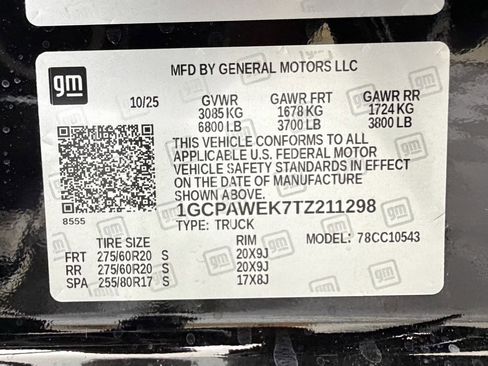 gm
MFD BY GENERAL MOTORS LLC
10/25 GVWR GAWR FRT GAWR RR
3085 KG 1678 KG 1724 KG
6800 LB 3700 LB 3800 LB
THIS VEHICLE CONFORMS TO ALL
APPLICABLE U.S. FEDERAL MOTOR
VEHICLE SAFETY STANDARDS IN EFFECT
ON THE DATE OF MANUFACTURE
SHOWN ABOVE.
8555
1GCPAWEK7TZ211298
TYPE: TRUCK MODEL: 78CC10543
TIRE SIZE RIM
FRT 275/60R20 S 20X9J
RR 275/60R20 S 20X9J
SPA 255/80R17 S 17X8J